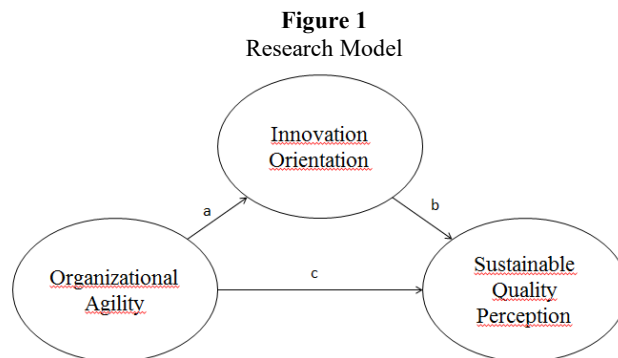 Figure 1
Research Model
Innovation
Orientation
a
b
Organizational
Agility
c
Sustainable
Quality
Perception